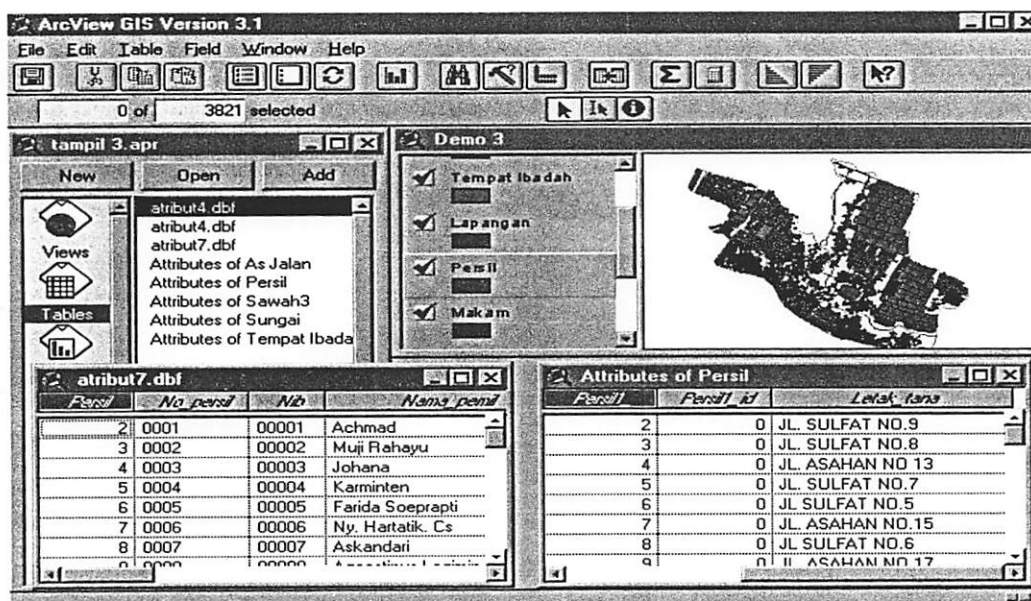 ArcView GIS Version 3.1
File Edit Table Field Window Help
0 of 3821 selected
tampil 3.apr
New Open Add
Views
Tables
atribut4.dbf
atribut4.dbf
atribut7.dbf
Attributes of As Jalan
Attributes of Persil
Attributes of Sawah3
Attributes of Sungai
Attributes of Tempat Ibada
Demo 3
Tempat Ibadah
Lapangan
Persil
Makam
atribut7.dbf
Persil No_persil Nib Nama_pemil
2 0001 00001 Achmad
3 0002 00002 Muji Rahayu
4 0003 00003 Johana
5 0004 00004 Karminten
6 0005 00005 Farida Soeprapti
7 0006 00006 Ny. Hartatik. Cs
8 0007 00007 Askandari
Attributes of Persil
Persil1 Persil1_id Letak_tana
2 0 JL. SULFAT NO.9
3 0 JL. SULFAT NO.8
4 0 JL. ASAHAN NO 13
5 0 JL. SULFAT NO.7
6 0 JL SULFAT NO.5
7 0 JL. ASAHAN NO.15
8 0 JL SULFAT NO.6
9 0 JL ASAHAN NO.17